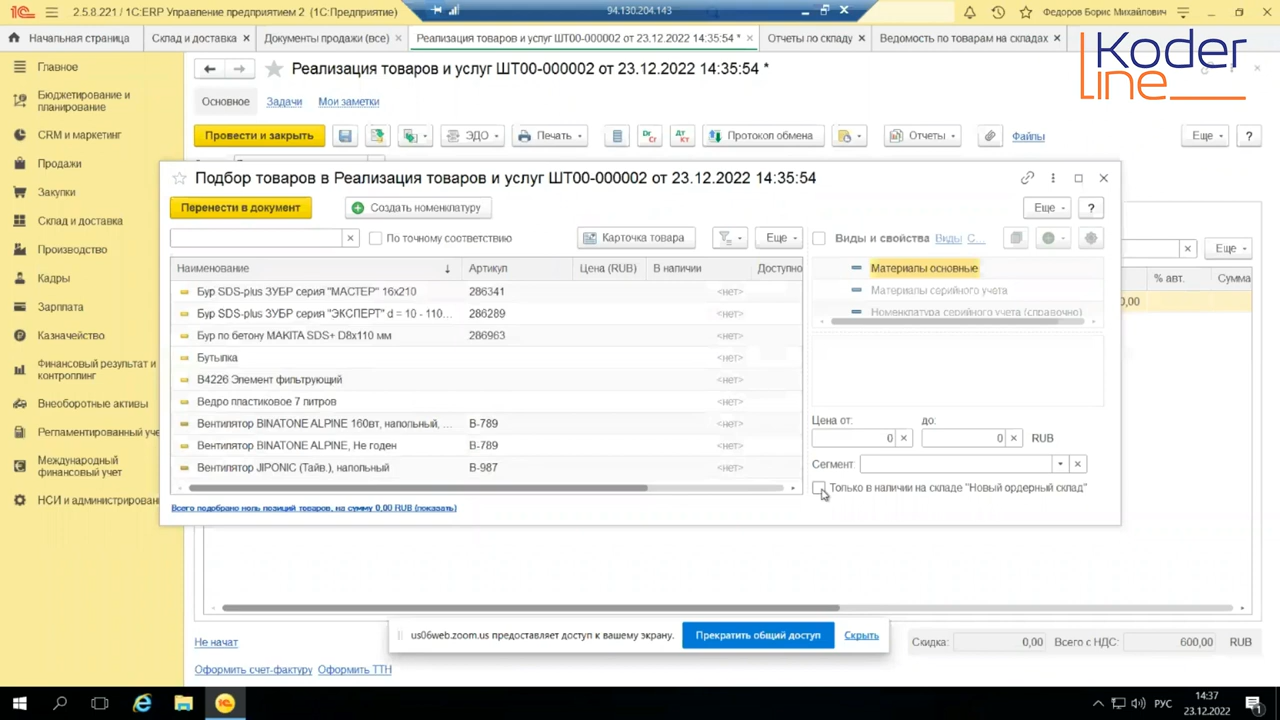 2.5.8.221 / 1С:ERP Управление предприятием 2 (1С:Предприятие)
94.130.204.143
Федоров Борис Михайлович
Начальная страница
Склад и доставка
Документы продажи (все)
Реализация товаров и услуг ШТ00-000002 от 23.12.2022 14:35:54 *
Отчеты по складу
Ведомость по товарам на складах
Koder
line
Главное
Бюджетирование и
планирование
CRM и маркетинг
Продажи
Закупки
Склад и доставка
Производство
Кадры
Зарплата
Казначейство
Финансовый результат и
контроллинг
Внеоборотные активы
Регламентированный уче
Международный
финансовый учет
НСИ и администрирован
Реализация товаров и услуг ШТ00-000002 от 23.12.2022 14:35:54 *
Основное
Задачи
Мои заметки
Провести и закрыть
ЭДО
Печать
Протокол обмена
Отчеты
Файлы
Еще
?
Подбор товаров в Реализация товаров и услуг ШТ00-000002 от 23.12.2022 14:35:54
Перенести в документ
Создать номенклатуру
Еще
?
По точному соответствию
Карточка товара
Еще
Виды и свойства
Виды
С...
Наименование
Артикул
Цена (RUB)
В наличии
Доступно
Бур SDS-plus ЗУБР серия "МАСТЕР" 16x210 286341 <нет>
Бур SDS-plus ЗУБР серия "ЭКСПЕРТ" d = 10 - 110... 286289 <нет>
Бур по бетону MAKITA SDS+ D8x110 мм 286963 <нет>
Бутылка <нет>
В4226 Элемент фильтрующий <нет>
Ведро пластиковое 7 литров <нет>
Вентилятор BINATONE ALPINE 160вт, напольный, ... В-789 <нет>
Вентилятор BINATONE ALPINE, Не годен В-789 <нет>
Вентилятор JIPONIC (Тайв.), напольный В-987 <нет>
Материалы основные
Материалы серийного учета
Номенклатура серийного учета (справочно)
Цена от:
до:
0
0
RUB
Сегмент
Только в наличии на складе "Новый ордерный склад"
Всего подобрано ноль позиций товаров, на сумму 0,00 RUB (показать)
Еще
% авт.
Сумма
0,00
us06web.zoom.us предоставляет доступ к вашему экрану.
Прекратить общий доступ
Скрыть
Не начат
Скидка:
0,00
Всего с НДС:
600,00
RUB
Оформить счет-фактуру
Оформить ТТН
РУС
14:37
23.12.2022
1